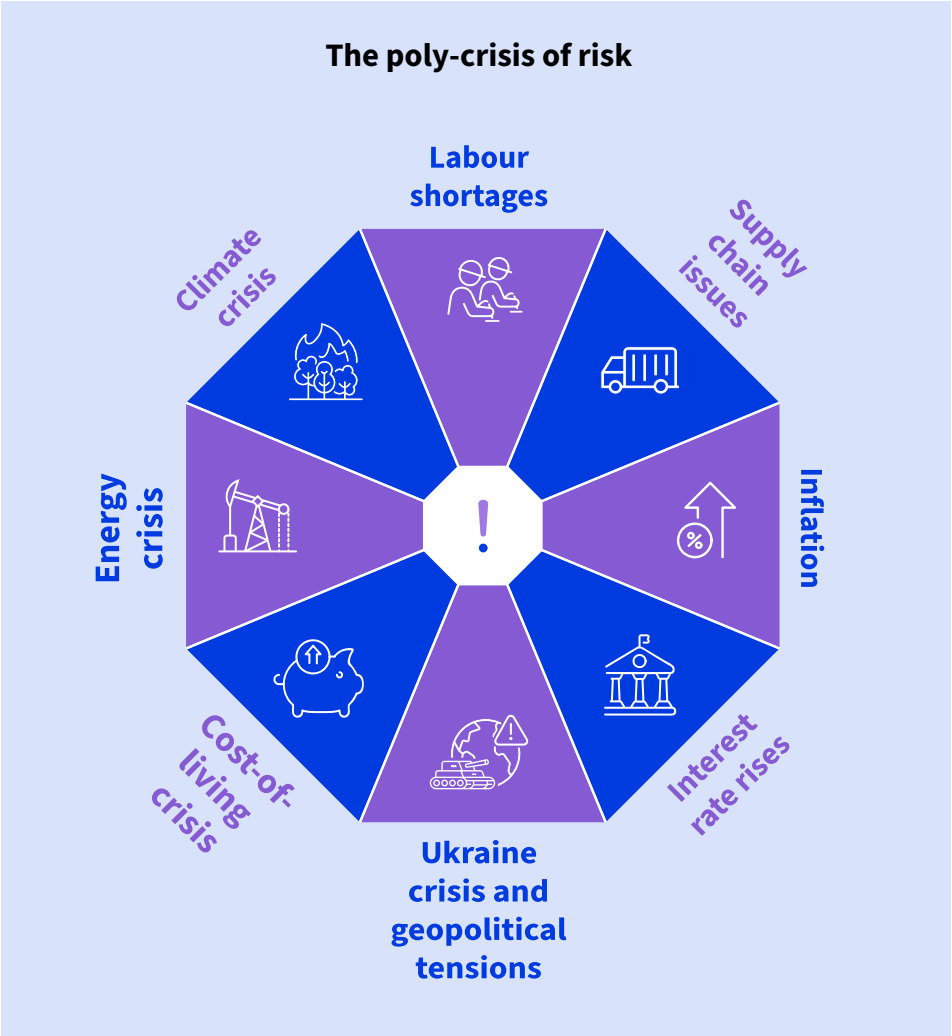 The poly-crisis of risk
Labour
shortages
Supply
chain
issues
Inflation
Interest
rate rises
Ukraine
crisis and
geopolitical
tensions
Cost-of-
living
crisis
Energy
crisis
Climate
crisis
%
!
!